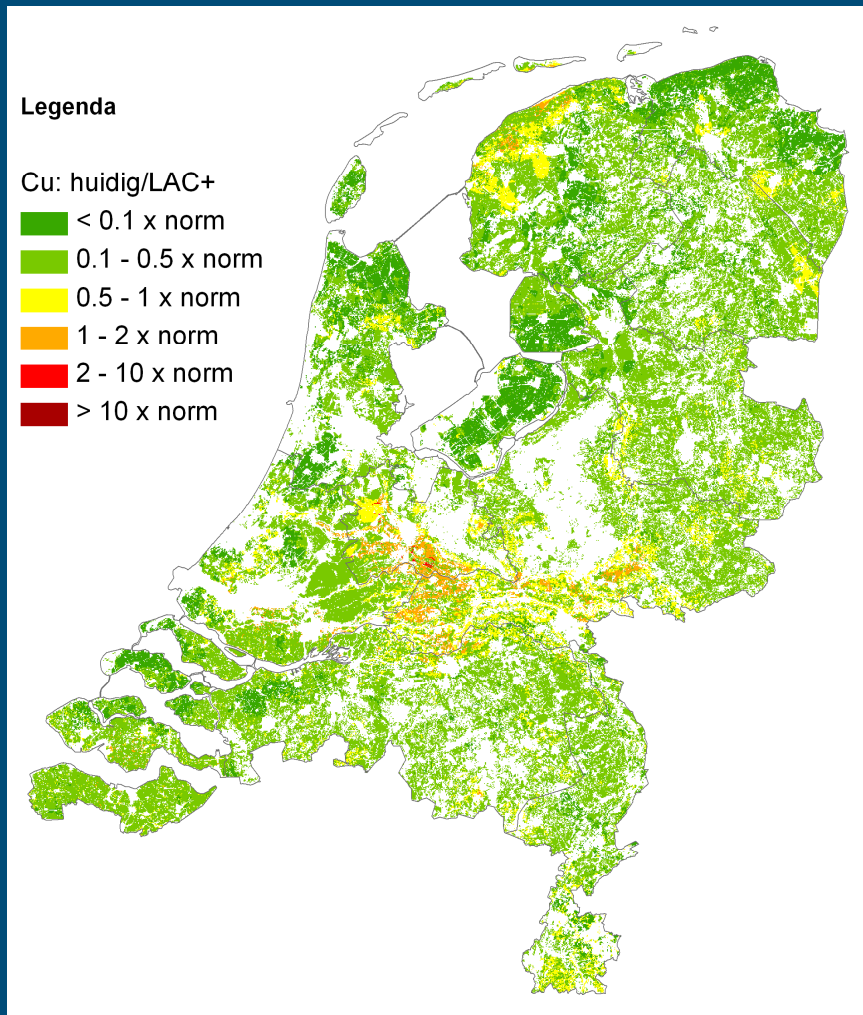 Legenda
Cu: huidig/LAC+
< 0.1 x norm
0.1 - 0.5 x norm
0.5 - 1 x norm
1 - 2 x norm
2 - 10 x norm
> 10 x norm